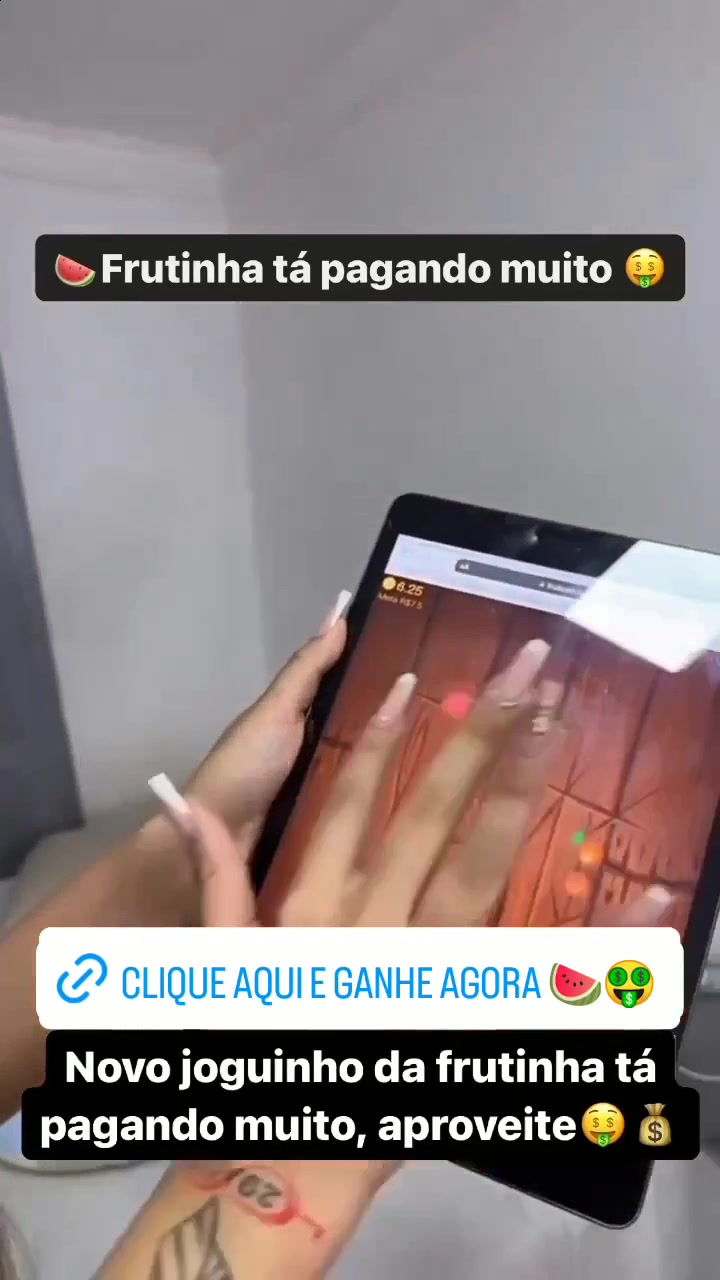 🍉Frutinha tá pagando muito 🤑
6.25
Meta R$7.5
CLIQUE AQUI E GANHE AGORA 🍉🤑
Novo joguinho da frutinha tá
pagando muito, aproveite🤑💰
29